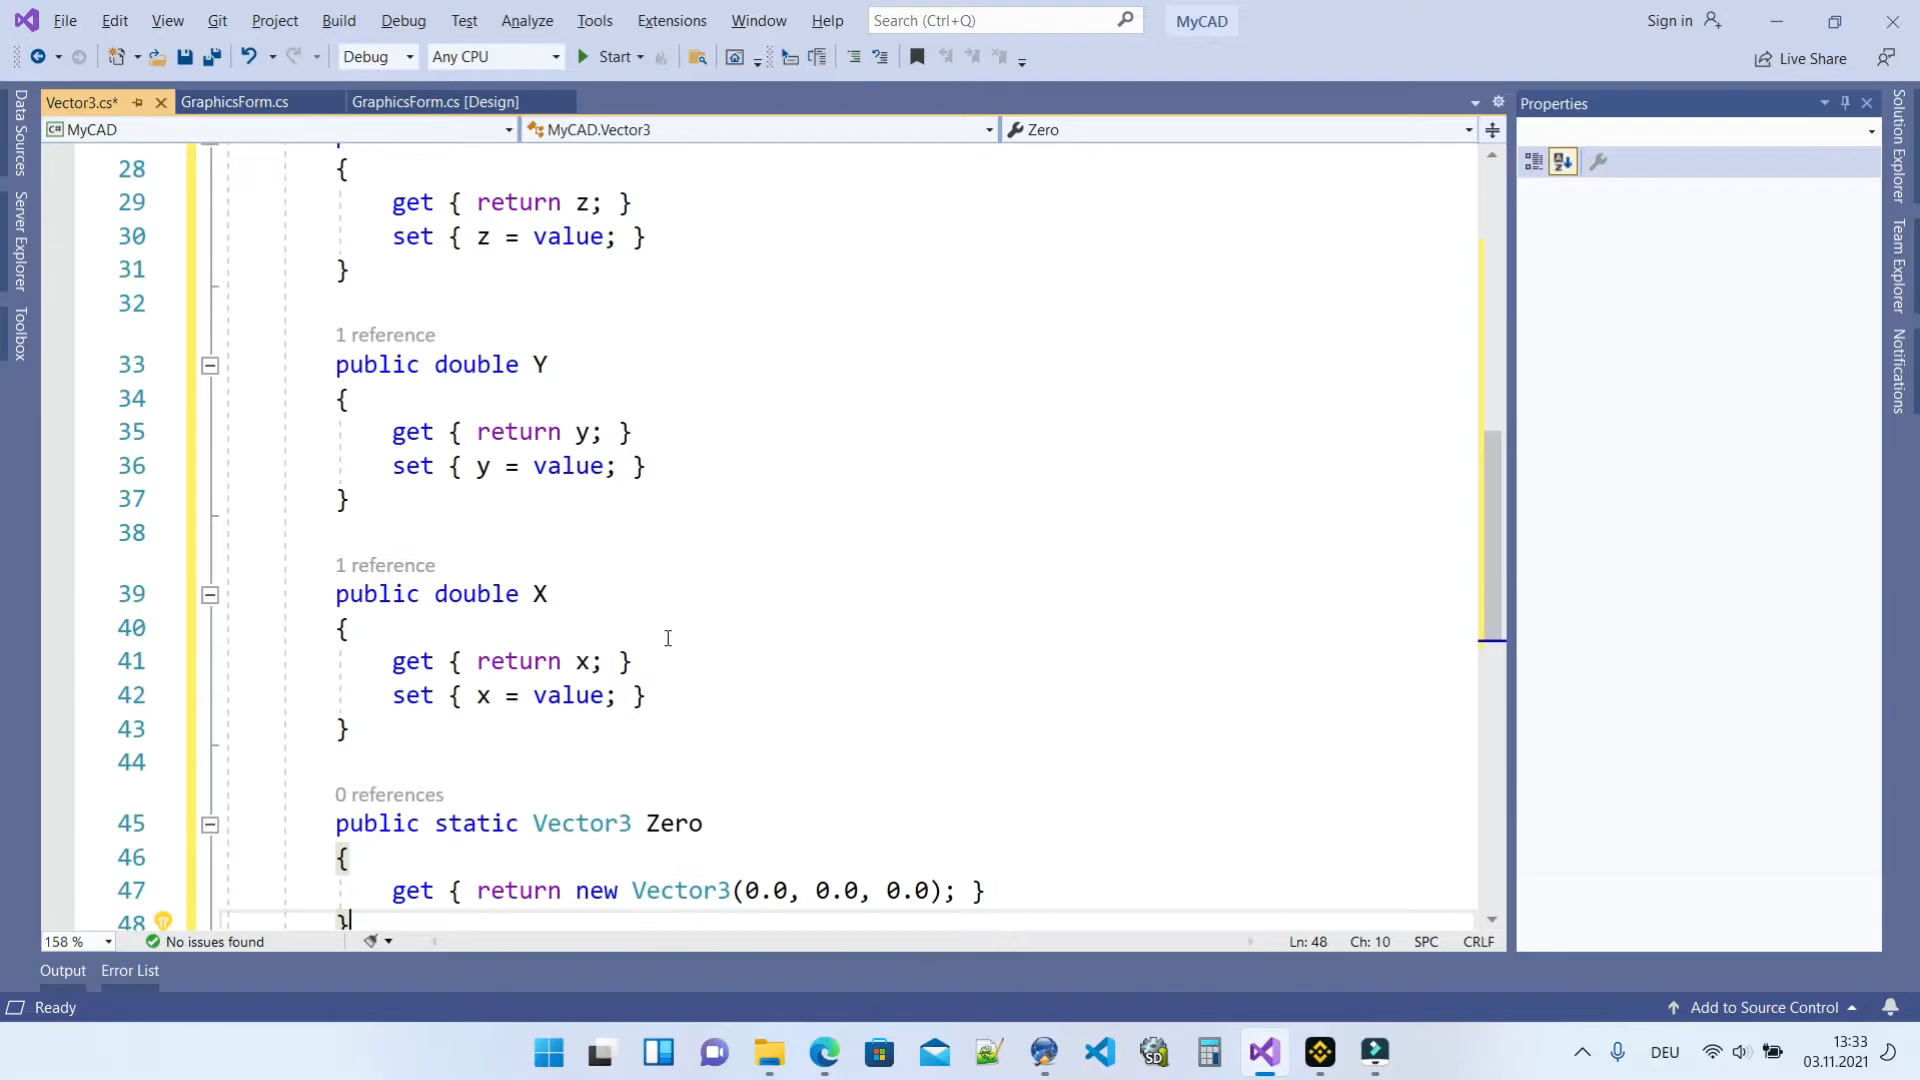 File Edit View Git Project Build Debug Test Analyze Tools Extensions Window Help Search (Ctrl+Q) MyCAD Sign in
Debug Any CPU Start Live Share
Vector3.cs* GraphicsForm.cs GraphicsForm.cs [Design] Properties
C# MyCAD MyCAD.Vector3 Zero
Data Sources
Server Explorer
Toolbox
28 {
29 get { return z; }
30 set { z = value; }
31 }
32
1 reference
33 public double Y
34 {
35 get { return y; }
36 set { y = value; }
37 }
38
1 reference
39 public double X
40 {
41 get { return x; }
42 set { x = value; }
43 }
44
0 references
45 public static Vector3 Zero
46 {
47 get { return new Vector3(0.0, 0.0, 0.0); }
48 }
Solution Explorer
Team Explorer
Notifications
158 % No issues found Ln: 48 Ch: 10 SPC CRLF
Output Error List
Ready Add to Source Control
SD DEU 13:33
03.11.2021